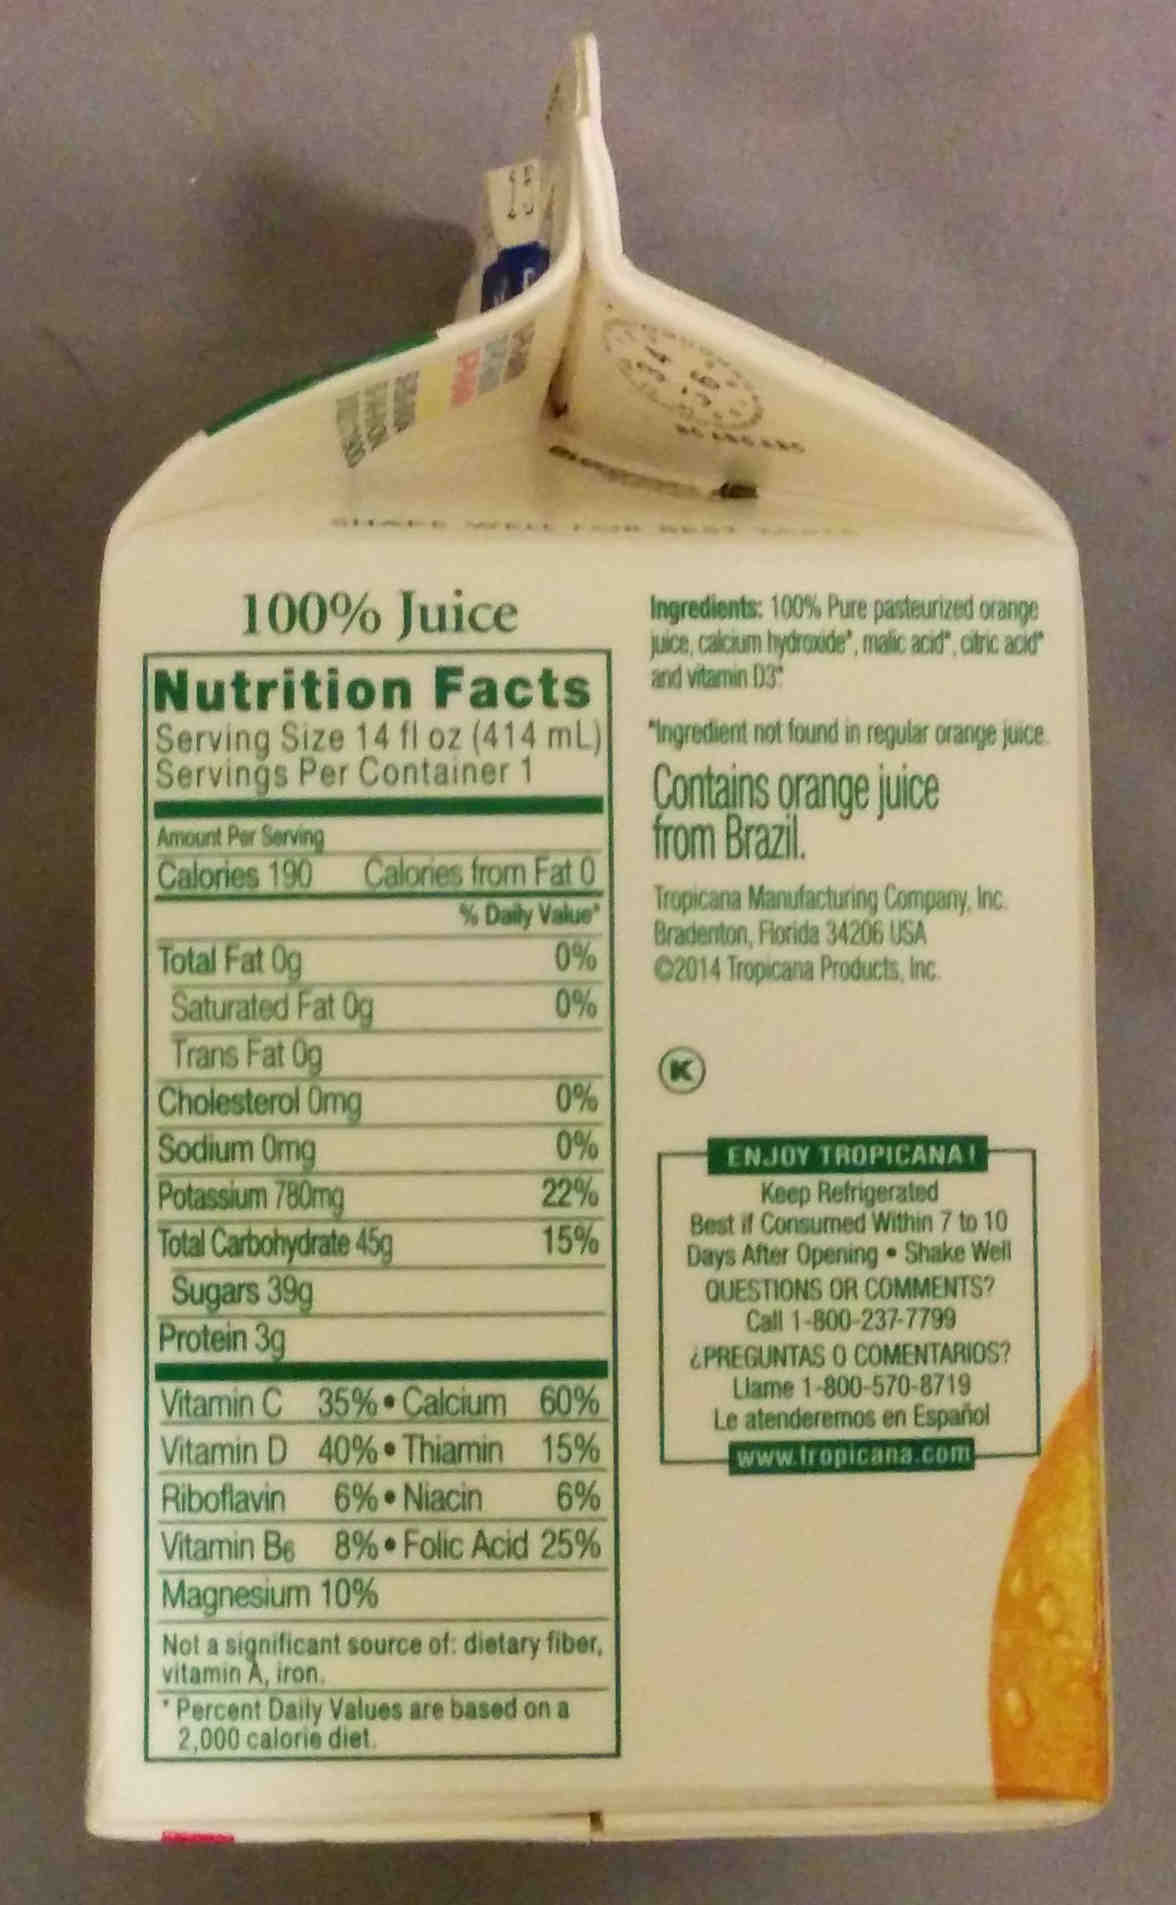 SHAKE WELL FOR BEST TASTE
100% Juice
Nutrition Facts
Serving Size 14 fl oz (414 mL)
Servings Per Container 1
Amount Per Serving
Calories 190 Calories from Fat 0
% Daily Value*
Total Fat 0g 0%
Saturated Fat 0g 0%
Trans Fat 0g
Cholesterol 0mg 0%
Sodium 0mg 0%
Potassium 780mg 22%
Total Carbohydrate 45g 15%
Sugars 39g
Protein 3g
Vitamin C 35% • Calcium 60%
Vitamin D 40% • Thiamin 15%
Riboflavin 6% • Niacin 6%
Vitamin B6 8% • Folic Acid 25%
Magnesium 10%
Not a significant source of: dietary fiber,
vitamin A, iron.
* Percent Daily Values are based on a
2,000 calorie diet.
Ingredients: 100% Pure pasteurized orange
juice, calcium hydroxide*, malic acid*, citric acid*
and vitamin D3*
*Ingredient not found in regular orange juice.
Contains orange juice
from Brazil.
Tropicana Manufacturing Company, Inc.
Bradenton, Florida 34206 USA
©2014 Tropicana Products, Inc.
K
ENJOY TROPICANA!
Keep Refrigerated
Best if Consumed Within 7 to 10
Days After Opening • Shake Well
QUESTIONS OR COMMENTS?
Call 1-800-237-7799
¿PREGUNTAS O COMENTARIOS?
Llame 1-800-570-8719
Le atenderemos en Español
www.tropicana.com